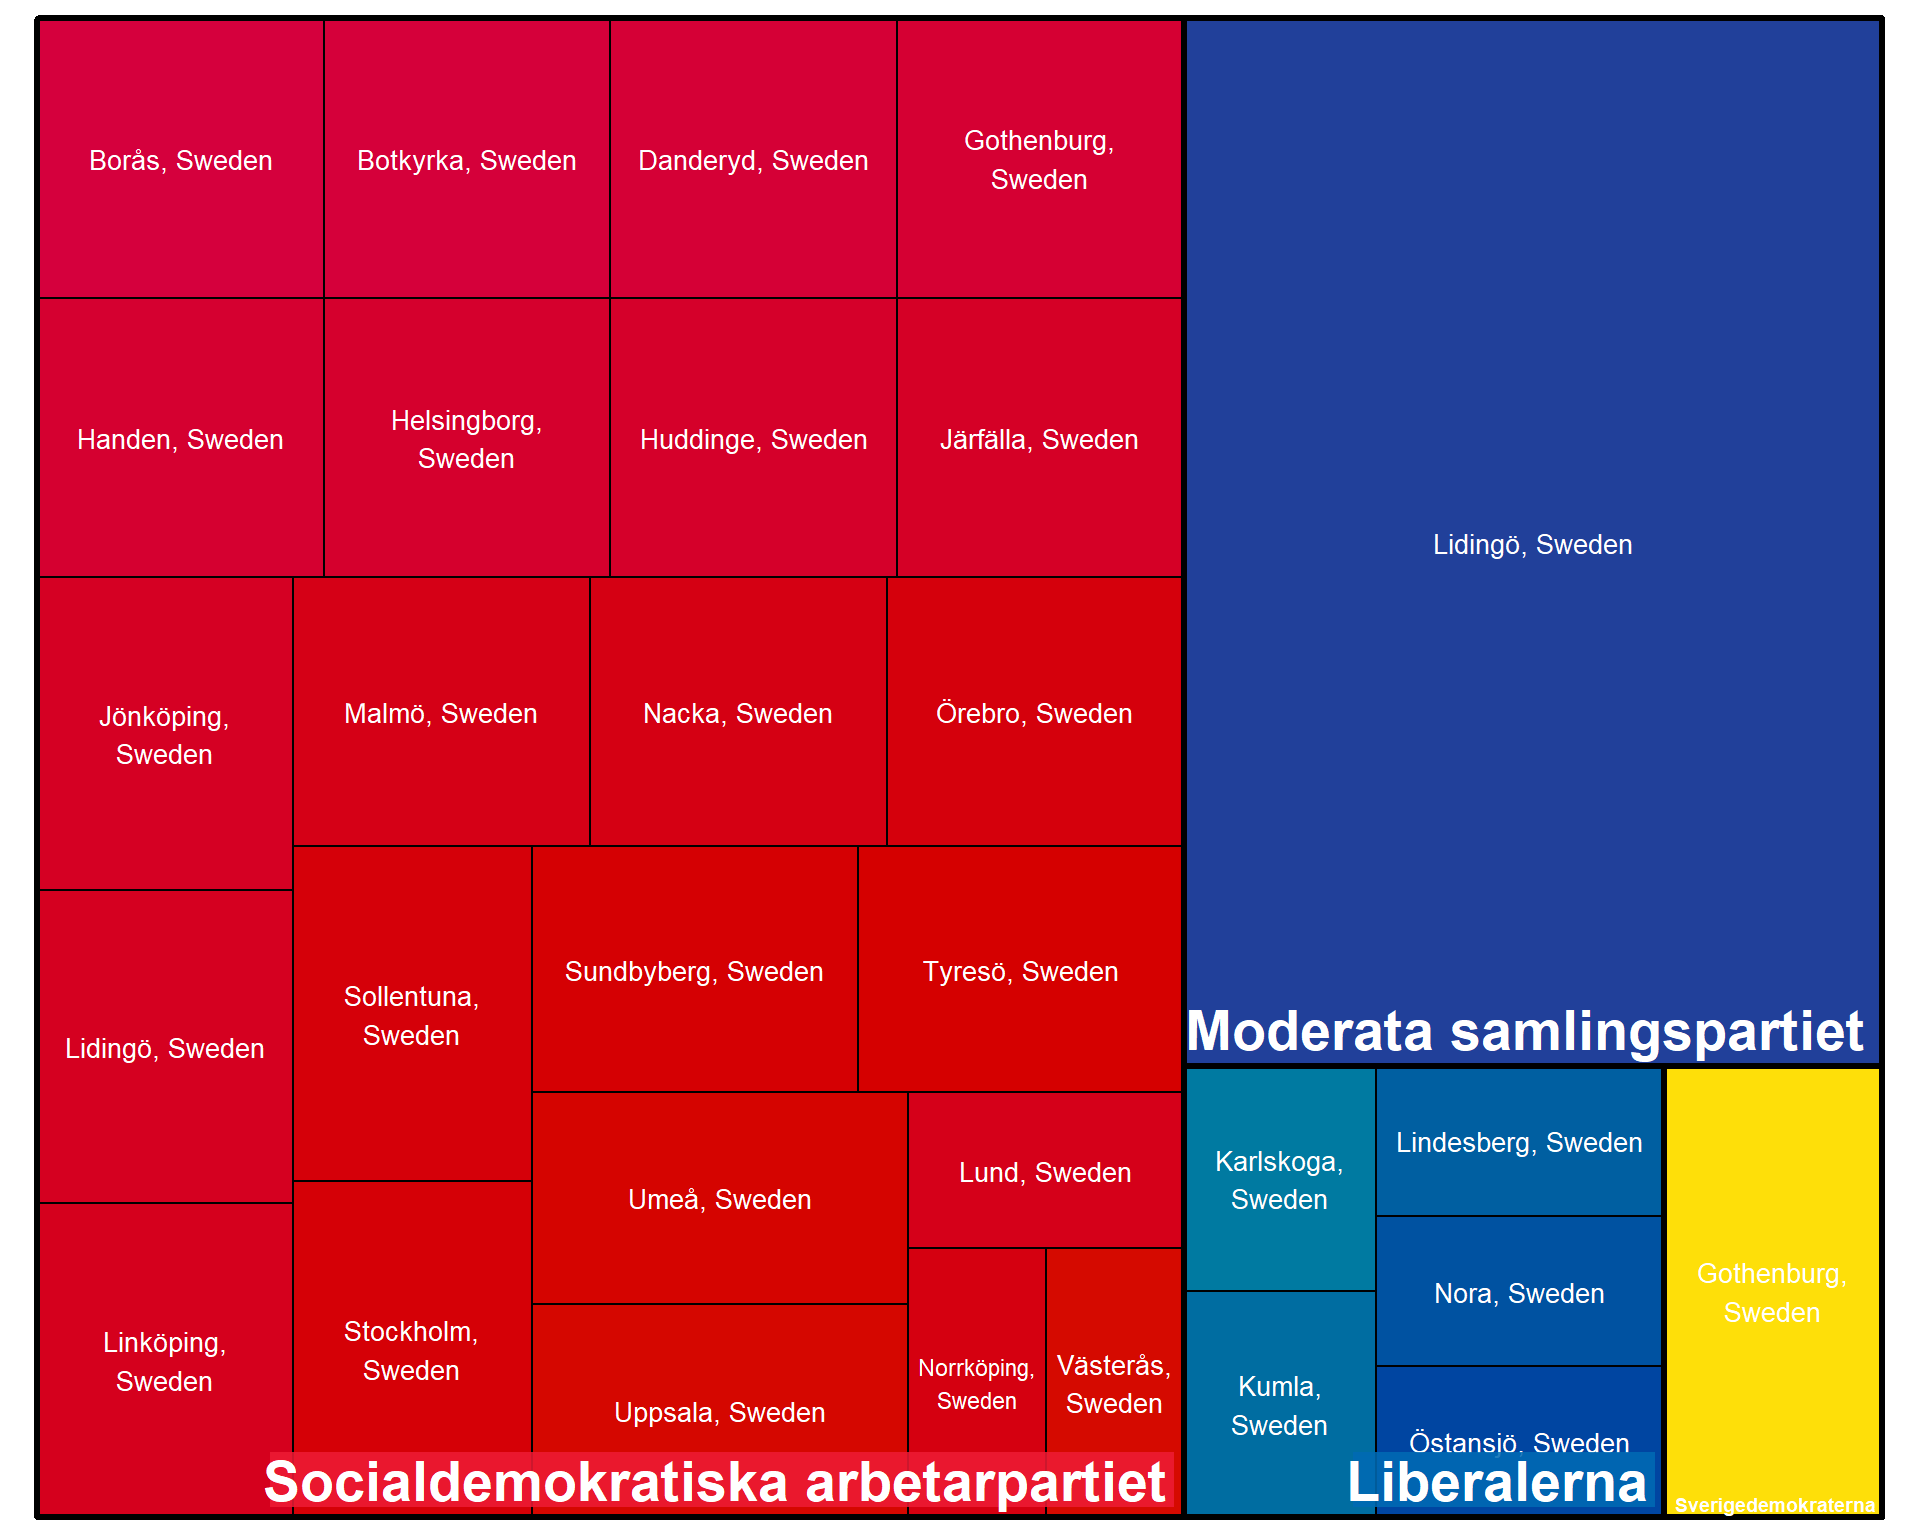 Borås, Sweden
Botkyrka, Sweden
Danderyd, Sweden
Gothenburg,
Sweden
Handen, Sweden
Helsingborg,
Sweden
Huddinge, Sweden
Järfälla, Sweden
Jönköping,
Sweden
Malmö, Sweden
Nacka, Sweden
Örebro, Sweden
Lidingö, Sweden
Sollentuna,
Sweden
Sundbyberg, Sweden
Tyresö, Sweden
Linköping,
Sweden
Stockholm,
Sweden
Umeå, Sweden
Lund, Sweden
Uppsala, Sweden
Norrköping,
Sweden
Västerås,
Sweden
Socialdemokratiska arbetarpartiet
Lidingö, Sweden
Moderata samlingspartiet
Karlskoga,
Sweden
Lindesberg, Sweden
Nora, Sweden
Kumla,
Sweden
Östansjö, Sweden
Liberalerna
Gothenburg,
Sweden
Sverigedemokraterna